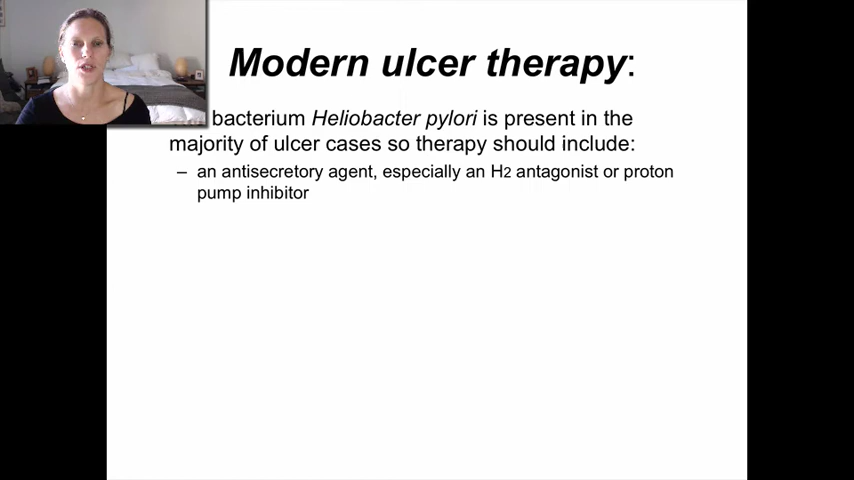 Modern ulcer therapy:
bacterium Heliobacter pylori is present in the
majority of ulcer cases so therapy should include:
– an antisecretory agent, especially an H2 antagonist or proton
pump inhibitor